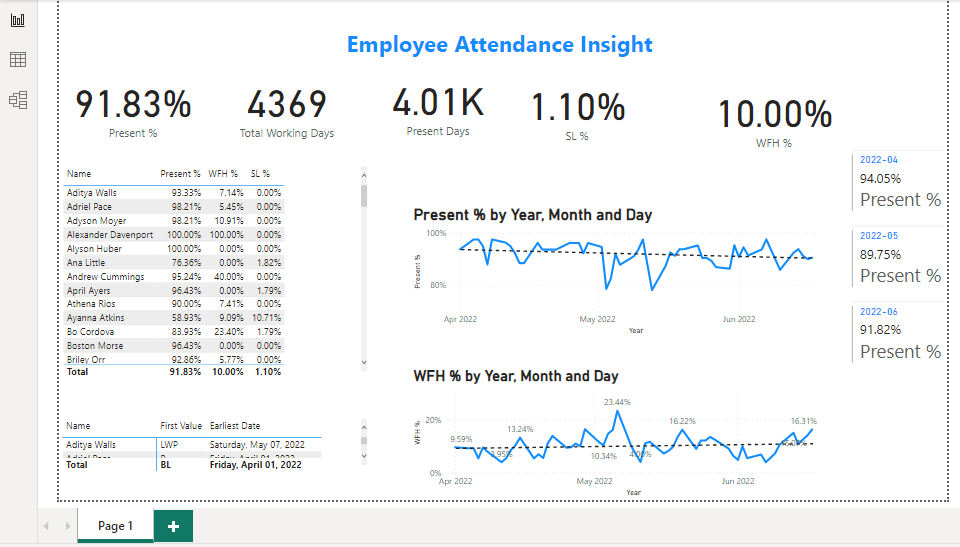 Employee Attendance Insight
91.83%
Present %
4369
Total Working Days
4.01K
Present Days
1.10%
SL %
10.00%
WFH %
Name Present % WFH % SL %
Aditya Walls 93.33% 7.14% 0.00%
Adriel Pace 98.21% 5.45% 0.00%
Adyson Moyer 98.21% 10.91% 0.00%
Alexander Davenport 100.00% 100.00% 0.00%
Alyson Huber 100.00% 0.00% 0.00%
Ana Little 76.36% 0.00% 1.82%
Andrew Cummings 95.24% 40.00% 0.00%
April Ayers 96.43% 0.00% 1.79%
Athena Rios 90.00% 7.41% 0.00%
Ayanna Atkins 58.93% 9.09% 10.71%
Bo Cordova 83.93% 23.40% 1.79%
Boston Morse 96.43% 0.00% 0.00%
Briley Orr 92.86% 5.77% 0.00%
Total 91.83% 10.00% 1.10%
Name First Value Earliest Date
Aditya Walls LWP Saturday, May 07, 2022
Total BL Friday, April 01, 2022
Present % by Year, Month and Day
100%
Present %
80%
Apr 2022 May 2022 Jun 2022
Year
WFH % by Year, Month and Day
23.44%
20%
WFH %
16.22%
16.31%
13.24%
9.59%
10.34%
0%
Apr 2022 May 2022 Jun 2022
Year
2022-04
94.05%
Present %
2022-05
89.75%
Present %
2022-06
91.82%
Present %
Page 1 +